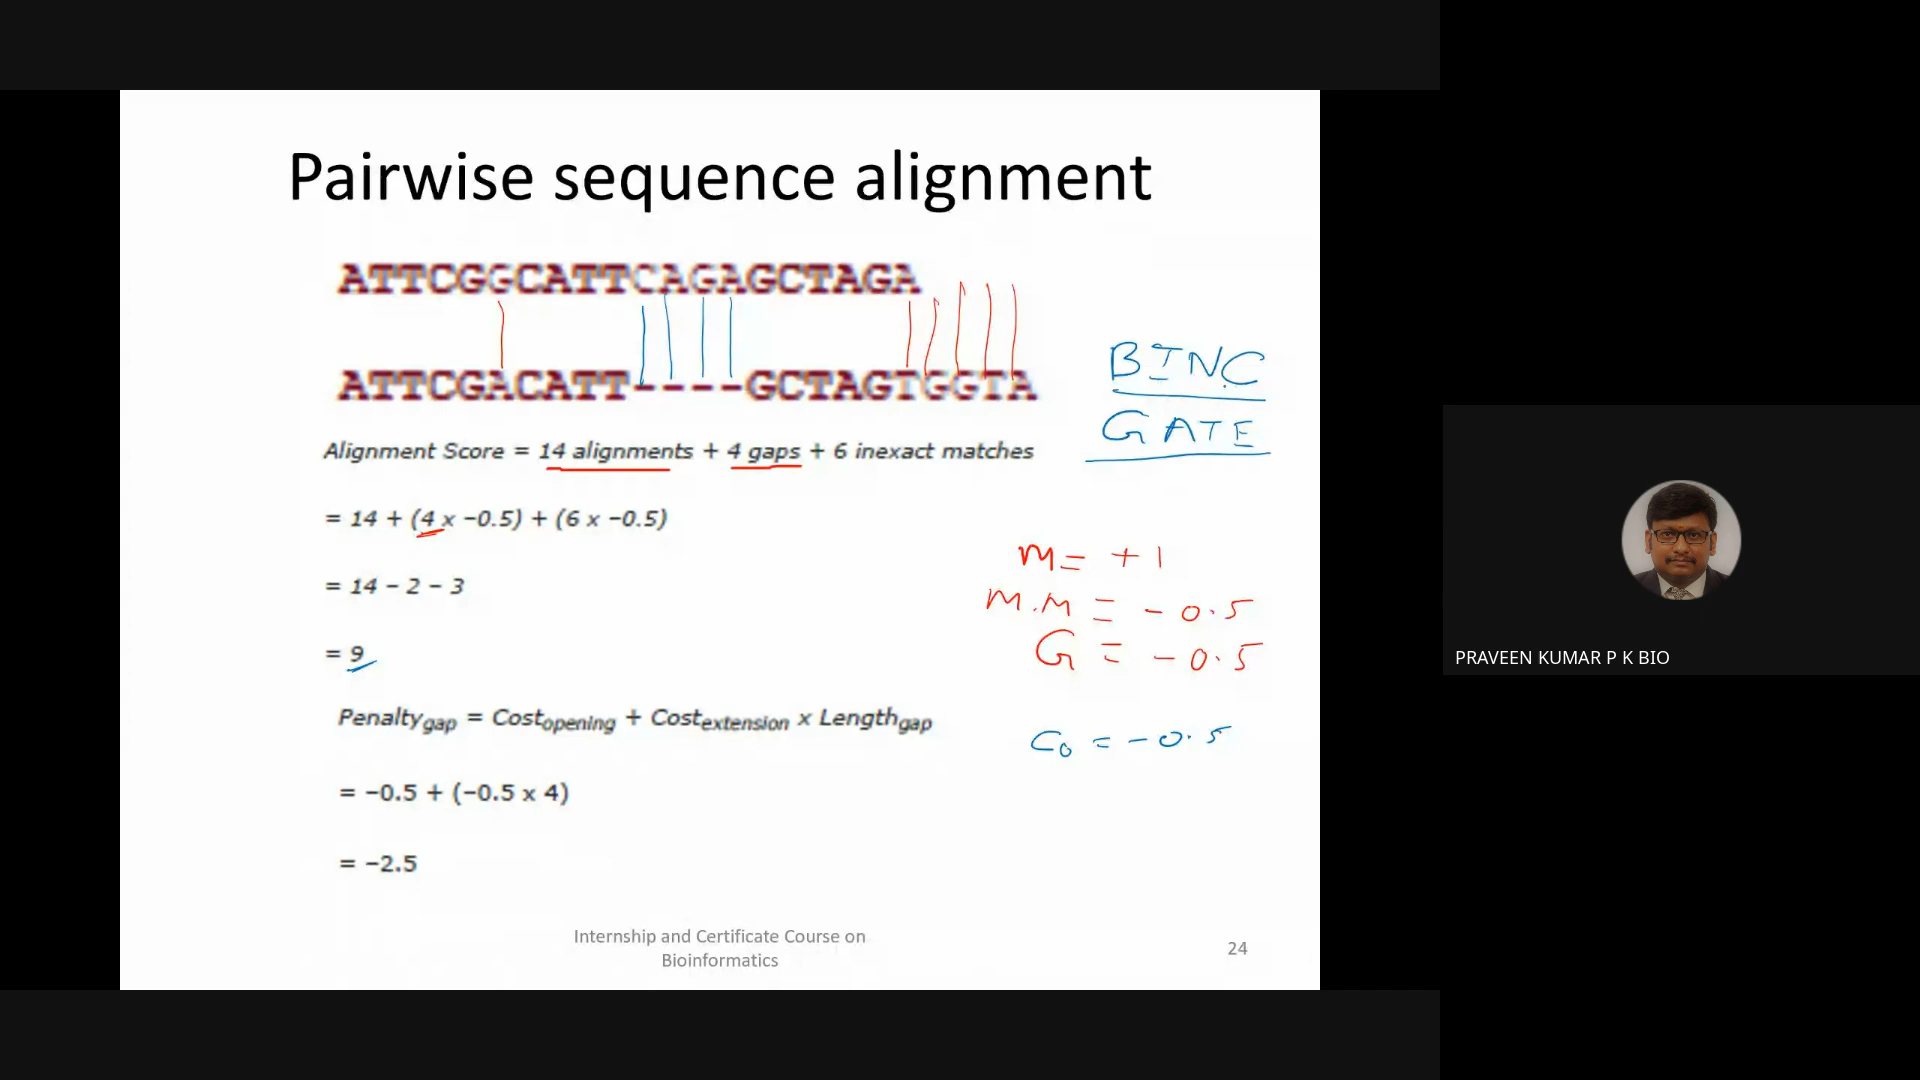 Pairwise sequence alignment
ATTCGGCATTCAGAGCTAGA
ATTCGACATT----GCTAGTGGTA
BINC
GATE
Alignment Score = 14 alignments + 4 gaps + 6 inexact matches
= 14 + (4 x -0.5) + (6 x -0.5)
= 14 - 2 - 3
= 9
m = +1
M.M = -0.5
G = -0.5
Penaltygap = Costopening + Costextension x Lengthgap
Co = -0.5
= -0.5 + (-0.5 x 4)
= -2.5
Internship and Certificate Course on
Bioinformatics
24
PRAVEEN KUMAR P K BIO